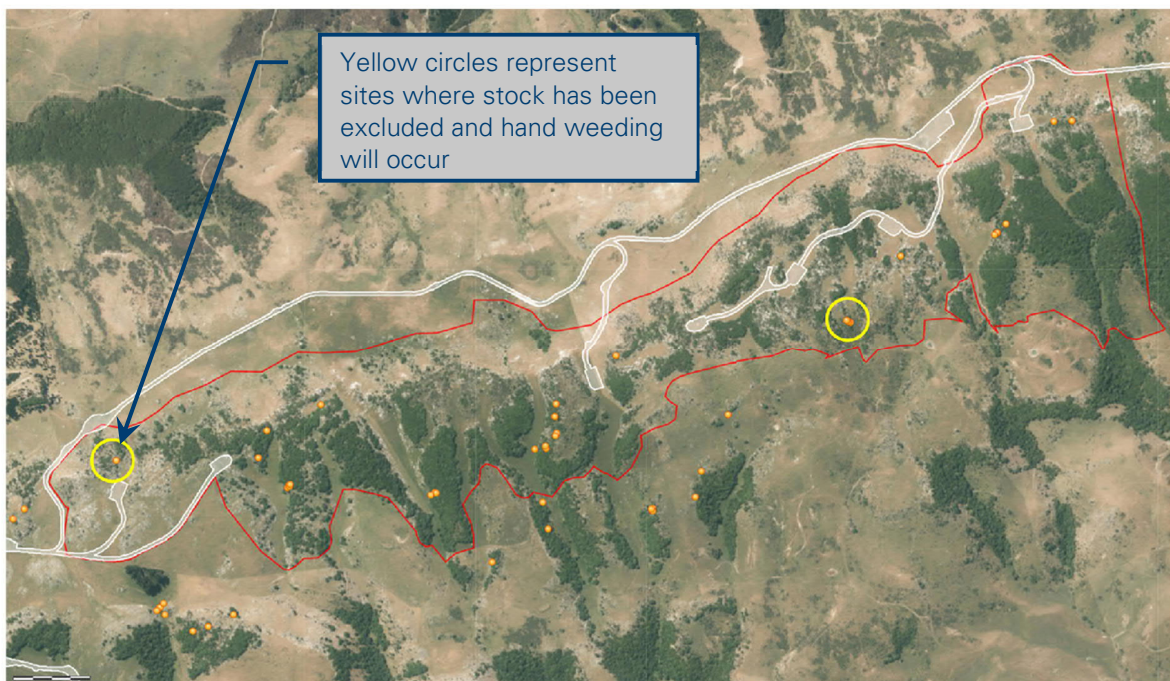 Yellow circles represent
sites where stock has been
excluded and hand weeding
will occur